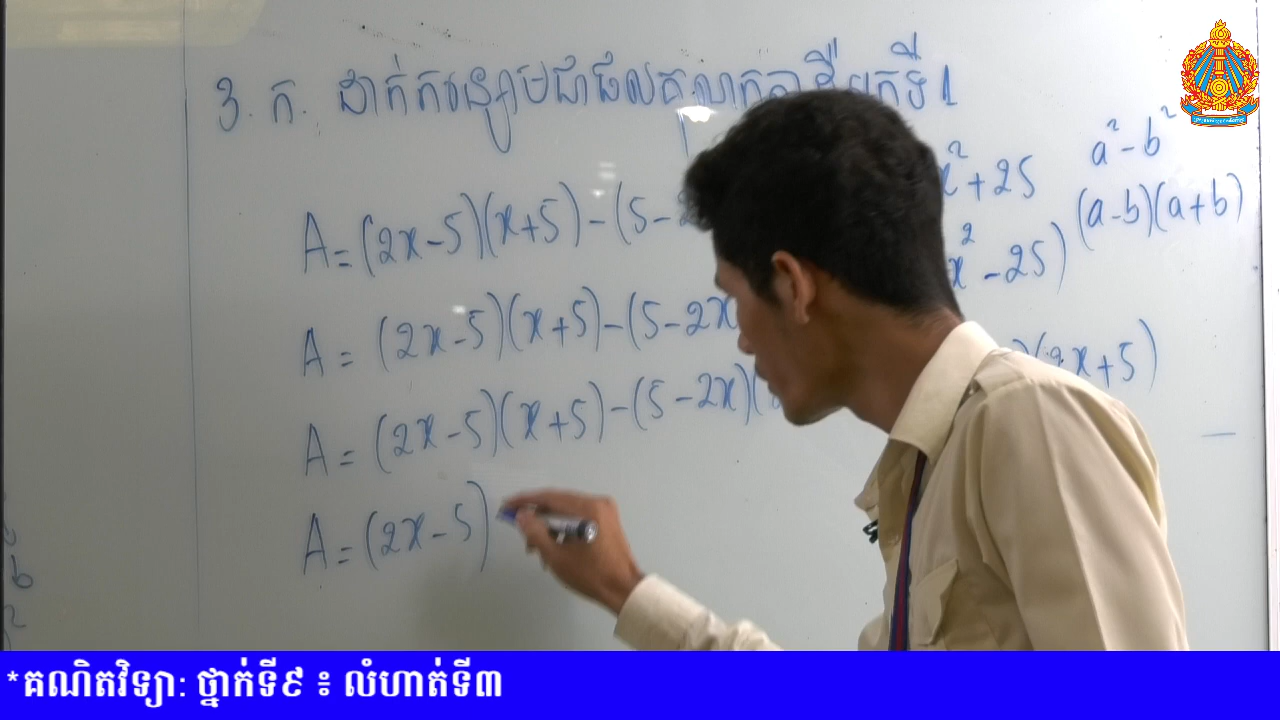 3. ក. ដាក់កន្សោមជាផលគុណកត្តាដឺក្រេទី 1
a² - b²
A = (2x - 5)(x + 5) - (5 - x² + 25
(a - b)(a + b)
A = (2x - 5)(x + 5) - (5 - 2x x² - 25)
A = (2x - 5)(x + 5) - (5 - 2x)( )(2x + 5)
A = (2x - 5)
b
*គណិតវិទ្យា: ថ្នាក់ទី៩ ៖ លំហាត់ទី៣